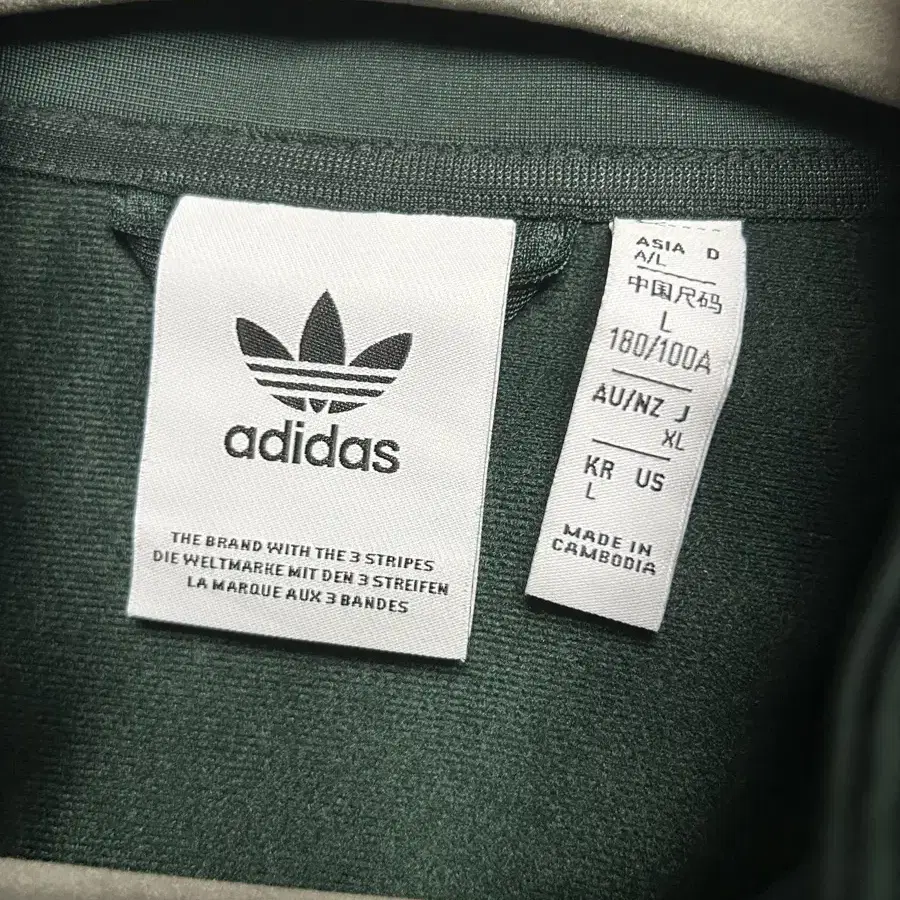 adidas
THE BRAND WITH THE 3 STRIPES
DIE WELTMARKE MIT DEN 3 STREIFEN
LA MARQUE AUX 3 BANDES
ASIA D
A/L
中国尺码
L
180/100A
AU/NZ J
XL
KR US
L
MADE IN
CAMBODIA